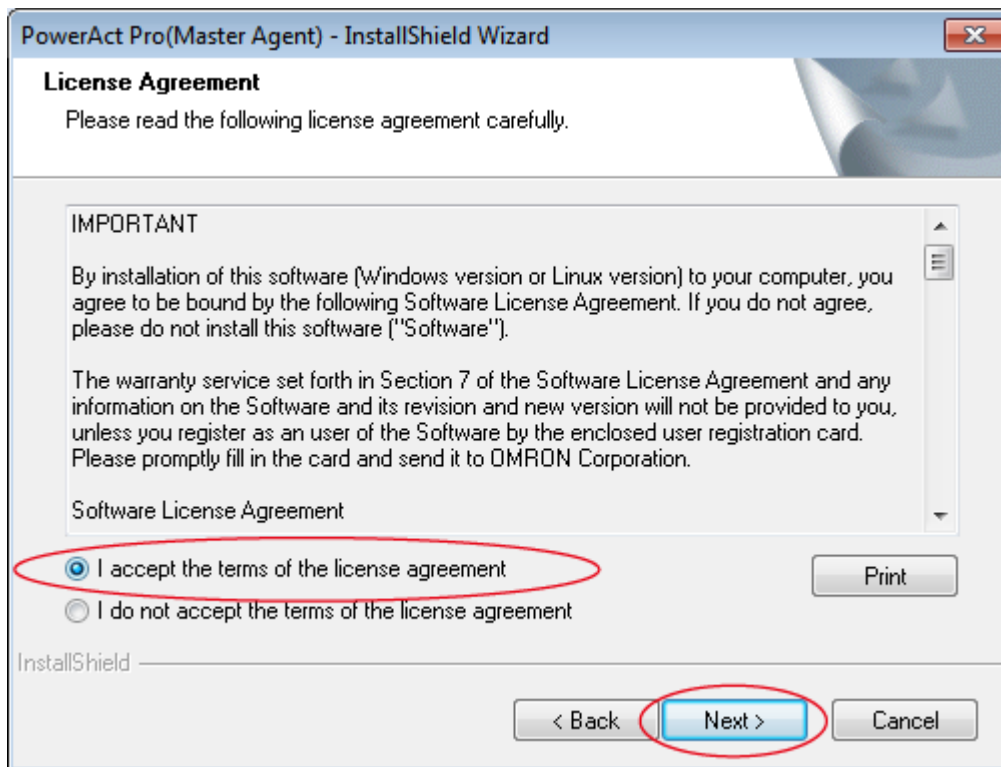 PowerAct Pro(Master Agent) - InstallShield Wizard
License Agreement
Please read the following license agreement carefully.
IMPORTANT
By installation of this software (Windows version or Linux version) to your computer, you
agree to be bound by the following Software License Agreement. If you do not agree,
please do not install this software ("Software").
The warranty service set forth in Section 7 of the Software License Agreement and any
information on the Software and its revision and new version will not be provided to you,
unless you register as an user of the Software by the enclosed user registration card.
Please promptly fill in the card and send it to OMRON Corporation.
Software License Agreement
I accept the terms of the license agreement
Print
I do not accept the terms of the license agreement
InstallShield
< Back
Next >
Cancel